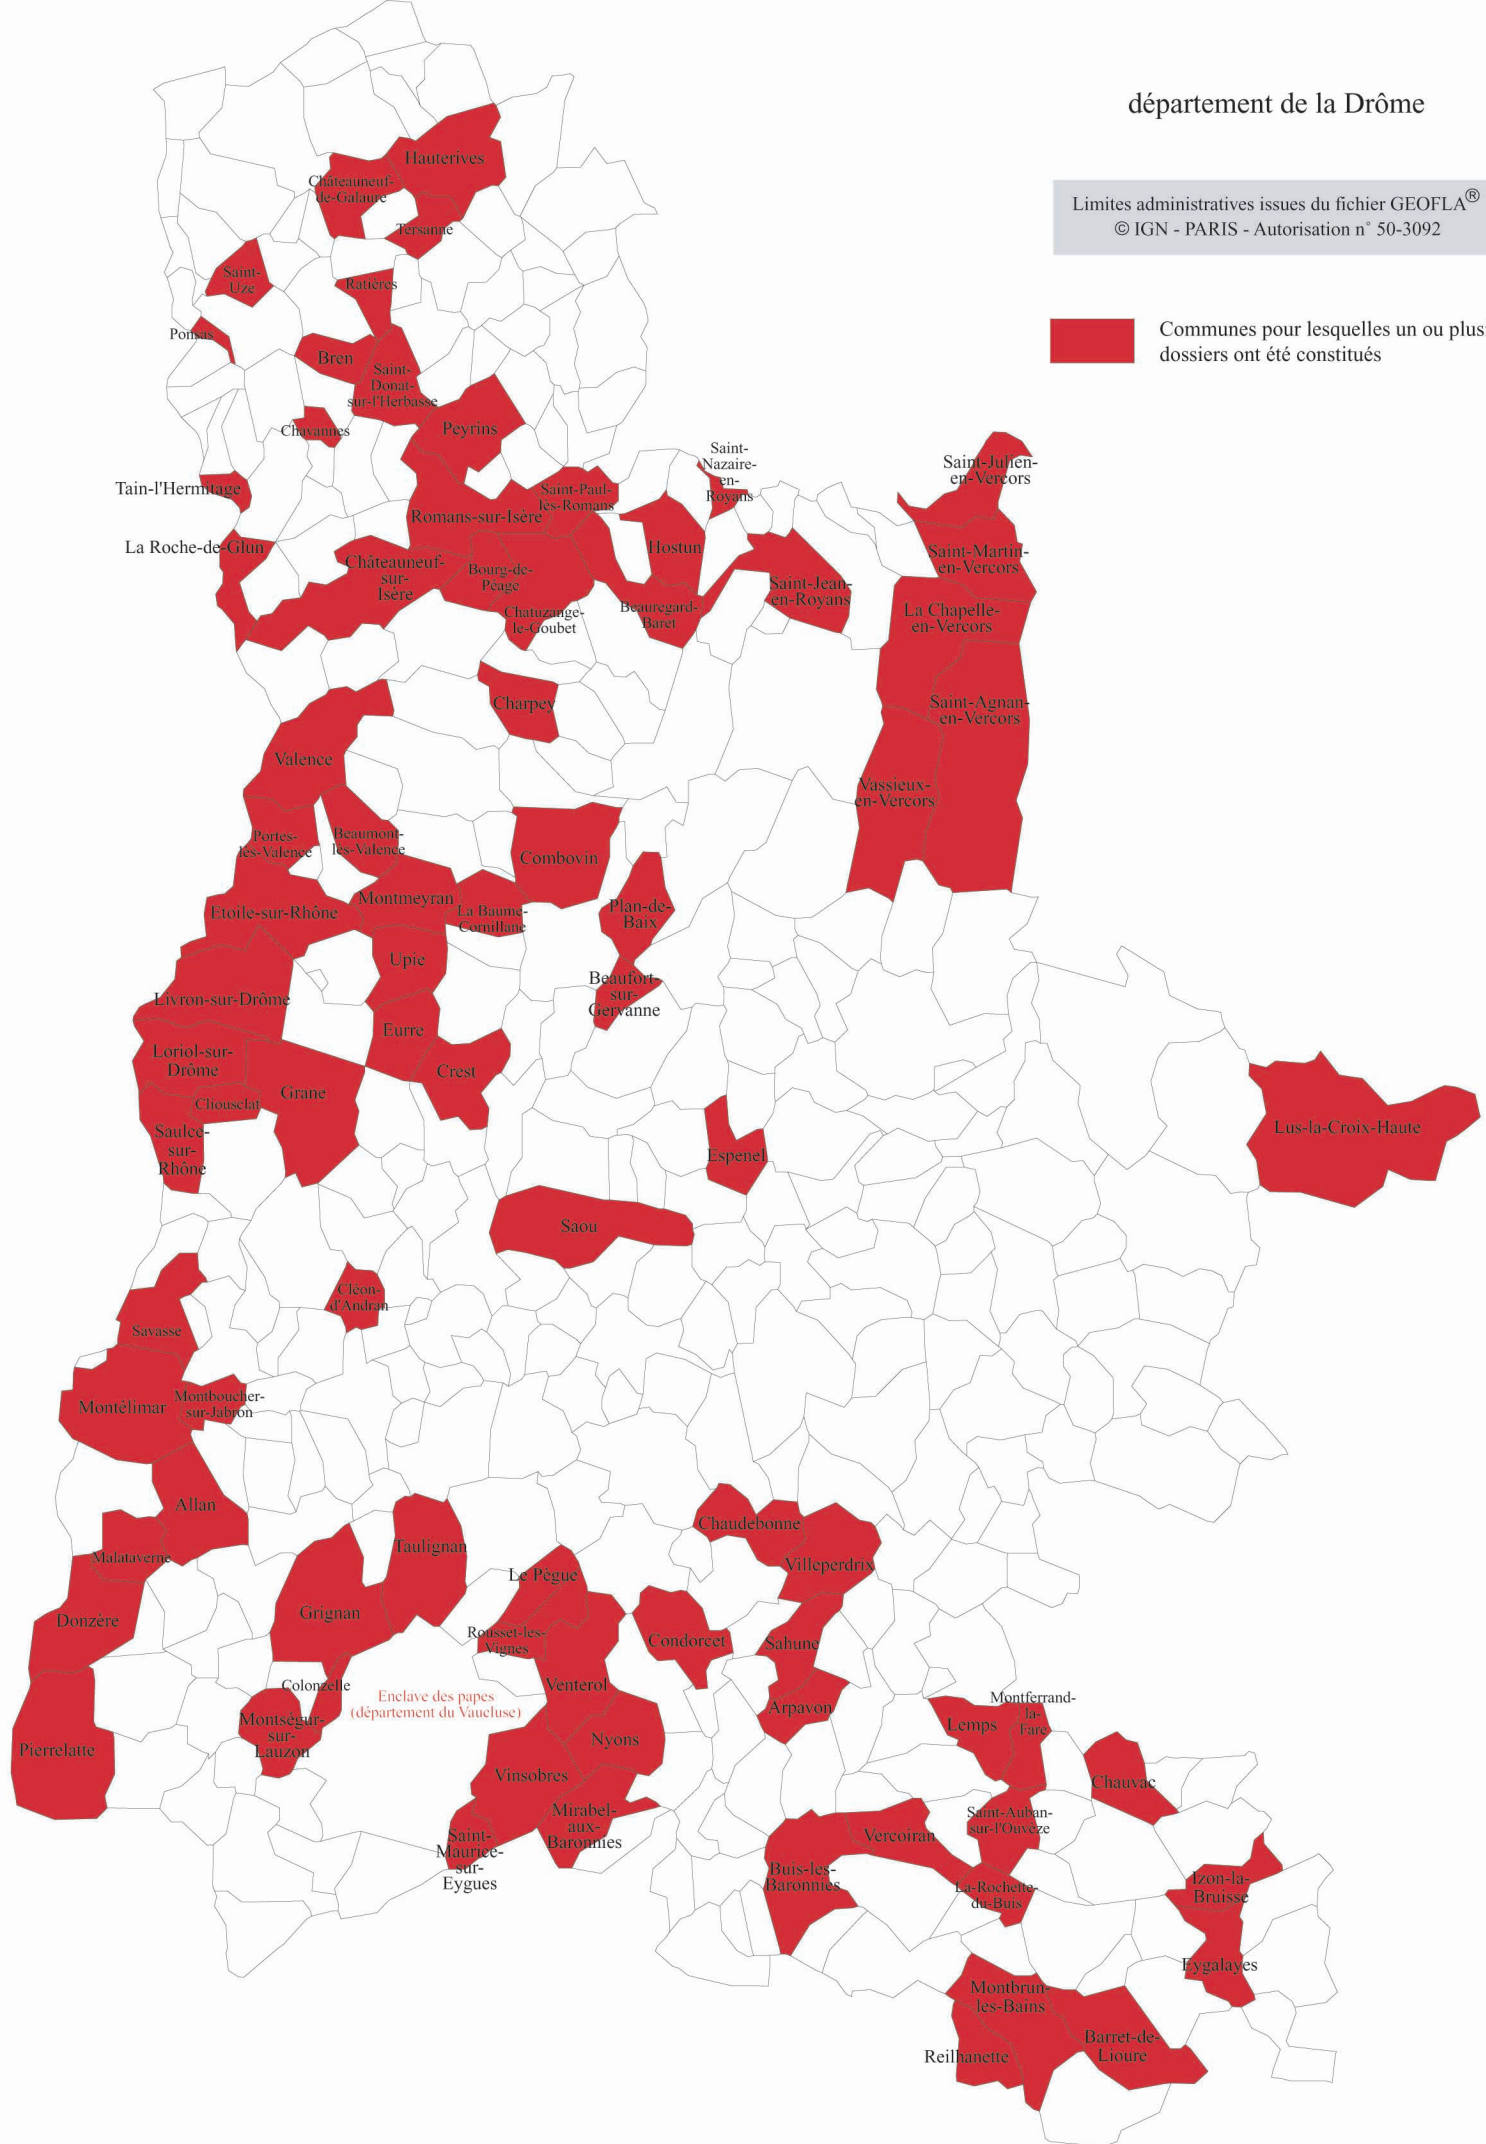 département de la Drôme
Limites administratives issues du fichier GEOFLA®
© IGN - PARIS - Autorisation n° 50-3092
Communes pour lesquelles un ou plus
dossiers ont été constitués
Hauterives
Châteauneuf-
de-Galaure
Tersanne
Saint-
Uze
Ratières
Ponsas
Bren
Saint-
Donat-
sur-l'Herbasse
Chavannes
Peyrins
Saint-
Nazaire-
en-
Royans
Saint-Julien-
en-Vercors
Tain-l'Hermitage
Saint-Paul-
lès-Romans
Romans-sur-Isère
La Roche-de-Glun
Hostun
Saint-Martin-
en-Vercors
Châteauneuf-
sur-
Isère
Bourg-de-
Péage
Saint-Jean-
en-Royans
Chatuzange-
le-Goubet
Beauregard-
Baret
La Chapelle-
en-Vercors
Charpey
Saint-Agnan-
en-Vercors
Valence
Vassieux-
en-Vercors
Portes-
lès-Valence
Beaumont-
lès-Valence
Combovin
Montmeyran
Etoile-sur-Rhône
La Baume-
Cornillane
Plan-de-
Baix
Upie
Beaufort-
sur-
Gervanne
Livron-sur-Drôme
Eurre
Loriol-sur-
Drôme
Crest
Grane
Cliousclat
Saulce-
sur-
Rhône
Lus-la-Croix-Haute
Espenel
Saou
Cléon-
d'Andran
Savasse
Montélimar
Montboucher-
sur-Jabron
Allan
Chaudebonne
Malataverne
Taulignan
Villeperdrix
Le Pègue
Donzère
Grignan
Rousset-les-
Vignes
Condorcet
Sahune
Colonzelle
Venterol
Enclave des papes
(département du Vaucluse)
Arpavon
Montferrand-
la-
Fare
Lemps
Montségur-
sur-
Lauzon
Pierrelatte
Nyons
Vinsobres
Chauvac
Mirabel-
aux-
Baronnies
Saint-Auban-
sur-l'Ouvèze
Vercoiran
Saint-
Maurice-
sur-
Eygues
Buis-les-
Baronnies
La-Rochette-
du-Buis
Izon-la-
Bruisse
Eygalayes
Montbrun-
les-Bains
Barret-de-
Lioure
Reilhanette